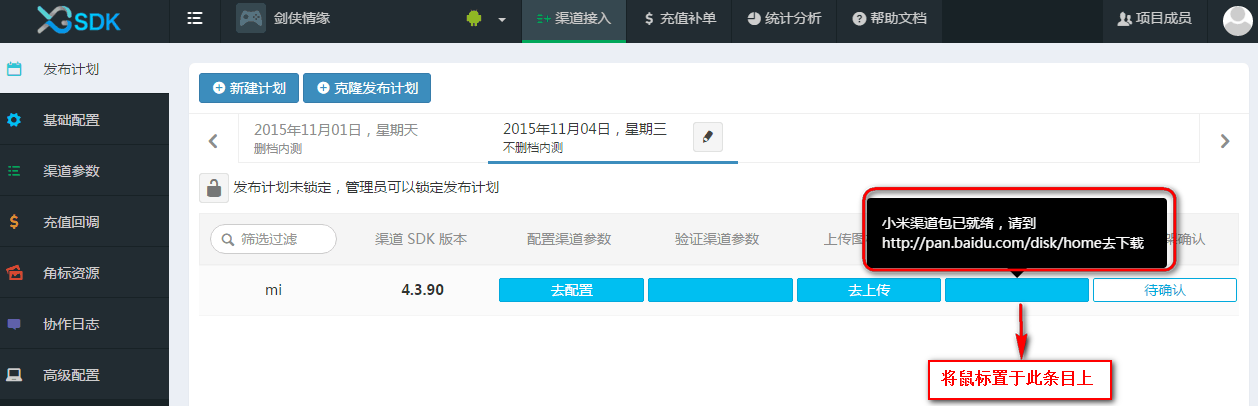 XGSDK
剑侠情缘
渠道接入
充值补单
统计分析
帮助文档
项目成员
发布计划
基础配置
渠道参数
充值回调
角标资源
协作日志
高级配置
新建计划
克隆发布计划
2015年11月01日，星期天
删档内测
2015年11月04日，星期三
不删档内测
发布计划未锁定，管理员可以锁定发布计划
小米渠道包已就绪，请到
http://pan.baidu.com/disk/home去下载
筛选过滤
渠道 SDK 版本
配置渠道参数
验证渠道参数
上传图
确认
mi
4.3.90
去配置
去上传
待确认
将鼠标置于此条目上